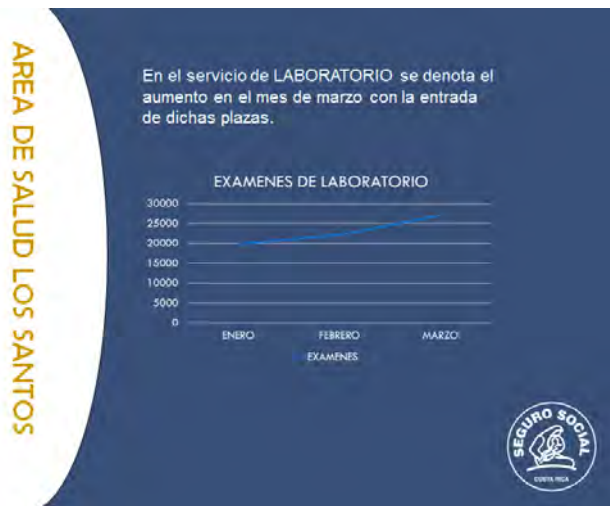 AREA DE SALUD LOS SANTOS
En el servicio de LABORATORIO se denota el
aumento en el mes de marzo con la entrada
de dichas plazas.
EXAMENES DE LABORATORIO
30000
25000
20000
15000
10000
5000
0
ENERO FEBRERO MARZO
EXAMENES
SEGURO SOCIAL
COSTA RICA